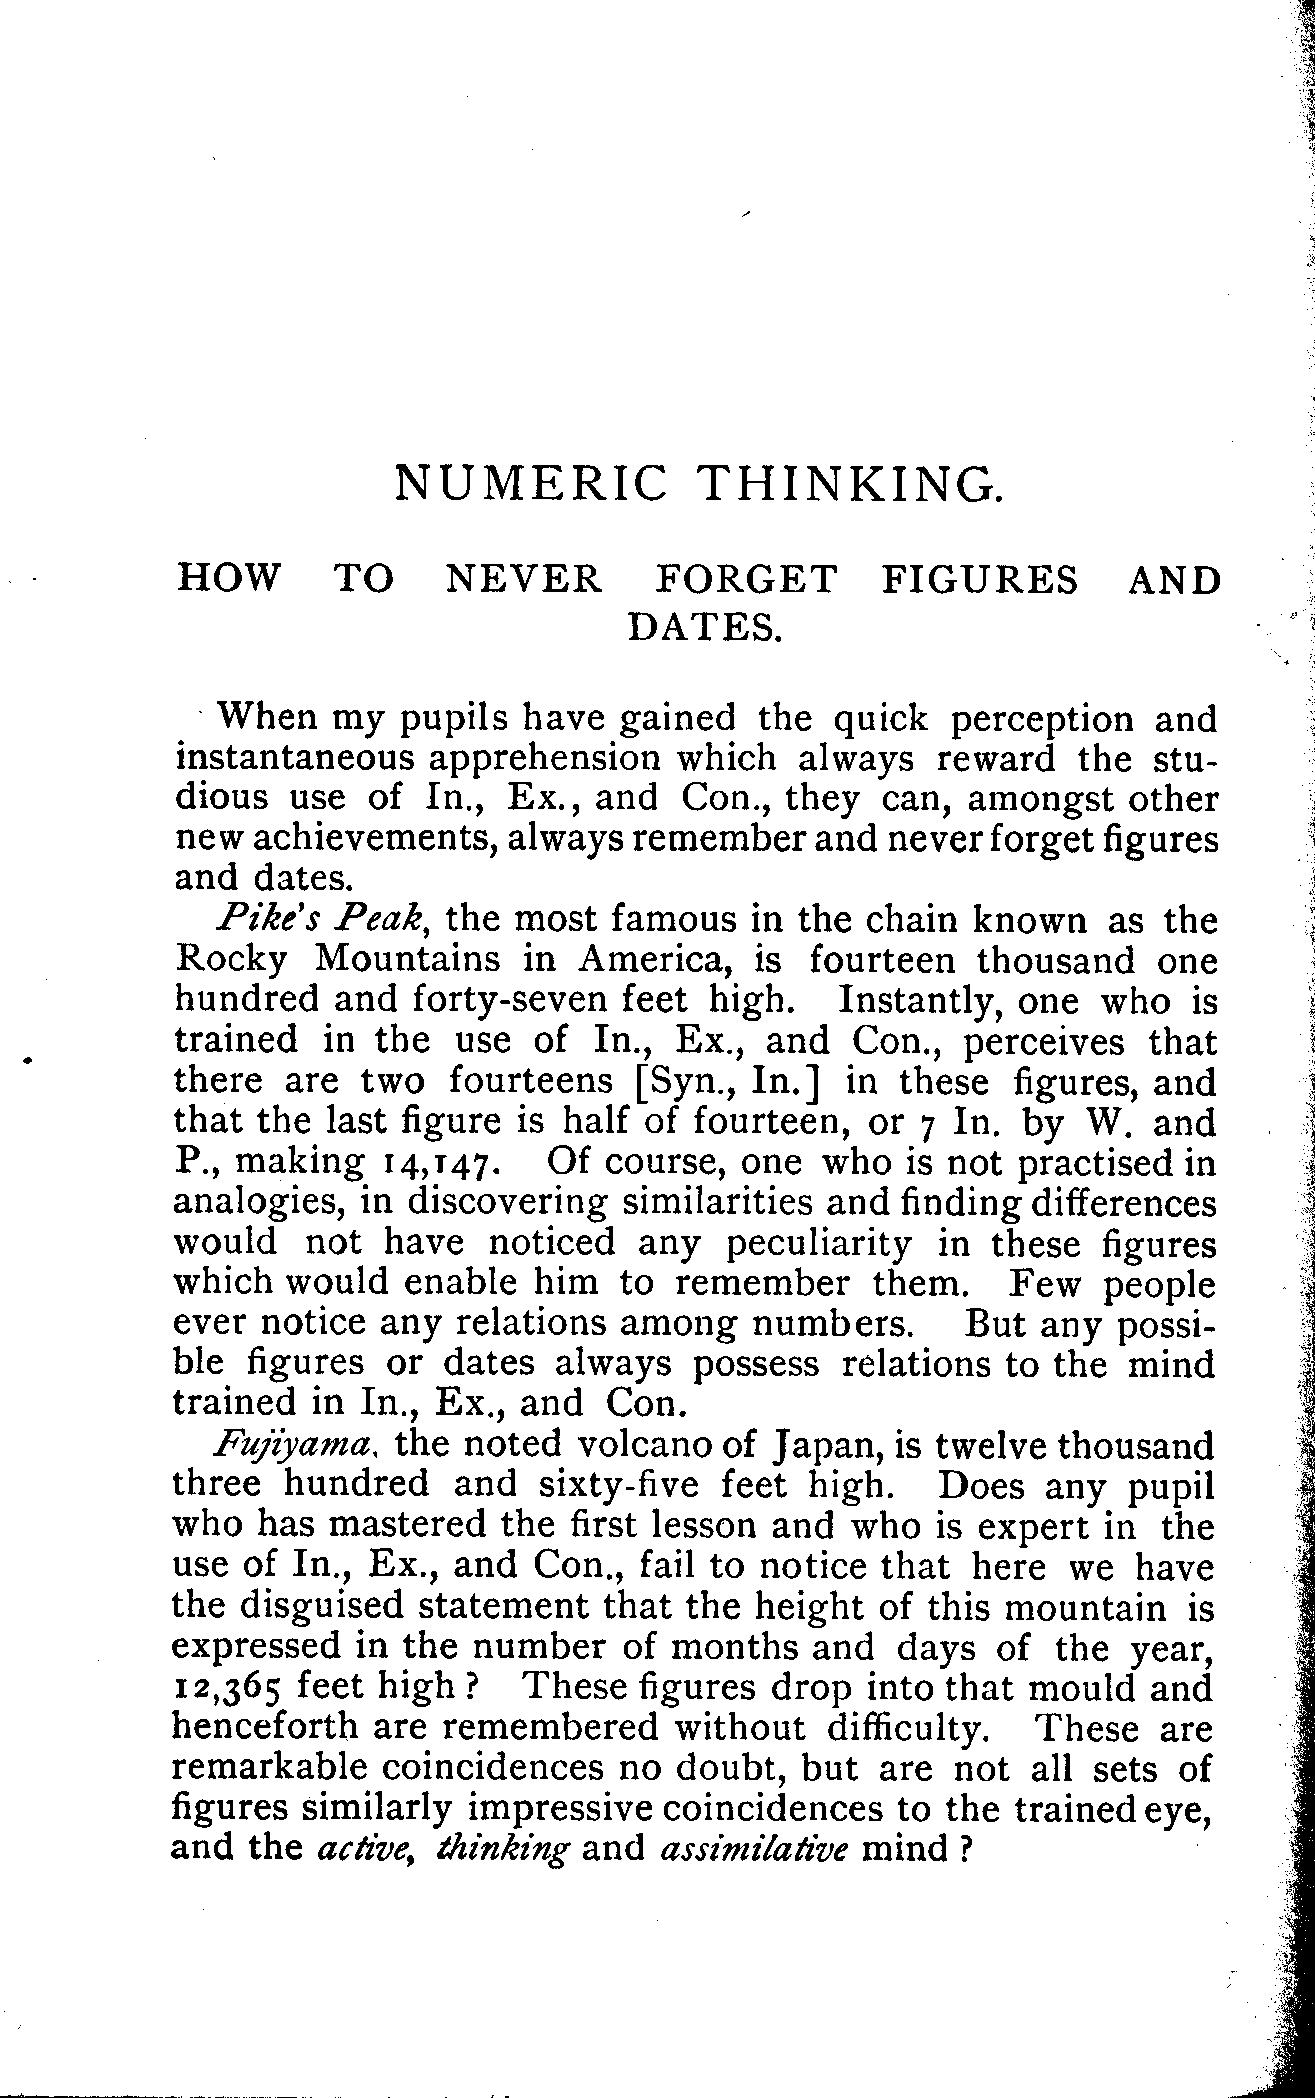 NUMERIC THINKING.
HOW TO NEVER FORGET FIGURES AND
DATES.
When my pupils have gained the quick perception and
instantaneous apprehension which always reward the stu-
dious use of In., Ex., and Con., they can, amongst other
new achievements, always remember and never forget figures
and dates.
Pike's Peak, the most famous in the chain known as the
Rocky Mountains in America, is fourteen thousand one
hundred and forty-seven feet high. Instantly, one who is
trained in the use of In., Ex., and Con., perceives that
there are two fourteens [Syn., In.] in these figures, and
that the last figure is half of fourteen, or 7 In. by W. and
P., making 14,147. Of course, one who is not practised in
analogies, in discovering similarities and finding differences
would not have noticed any peculiarity in these figures
which would enable him to remember them. Few people
ever notice any relations among numbers. But any possi-
ble figures or dates always possess relations to the mind
trained in In., Ex., and Con.
Fujiyama, the noted volcano of Japan, is twelve thousand
three hundred and sixty-five feet high. Does any pupil
who has mastered the first lesson and who is expert in the
use of In., Ex., and Con., fail to notice that here we have
the disguised statement that the height of this mountain is
expressed in the number of months and days of the year,
12,365 feet high? These figures drop into that mould and
henceforth are remembered without difficulty. These are
remarkable coincidences no doubt, but are not all sets of
figures similarly impressive coincidences to the trained eye,
and the active, thinking and assimilative mind?